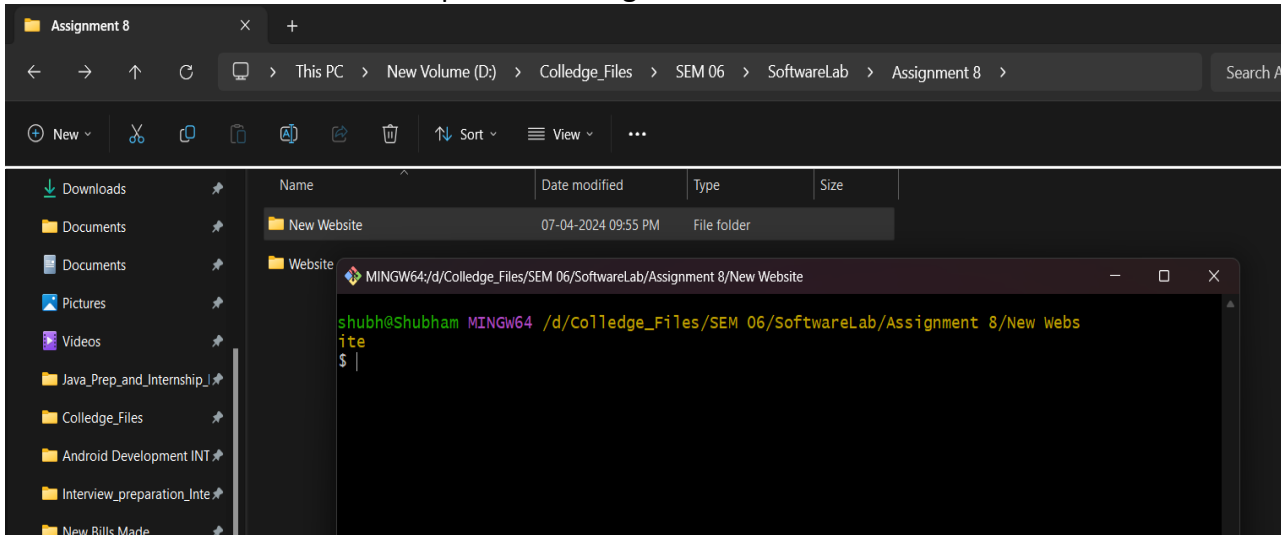 Assignment 8
This PC > New Volume (D:) > Colledge_Files > SEM 06 > SoftwareLab > Assignment 8 >
Search A
New
Sort
View
Downloads
Documents
Documents
Pictures
Videos
Java_Prep_and_Internship_
Colledge_Files
Android Development INT
Interview_preparation_Inte
New Bills Made
Name Date modified Type Size
New Website 07-04-2024 09:55 PM File folder
Website
MINGW64:/d/Colledge_Files/SEM 06/SoftwareLab/Assignment 8/New Website
shubh@Shubham MINGW64 /d/Colledge_Files/SEM 06/SoftwareLab/Assignment 8/New Webs
ite
$